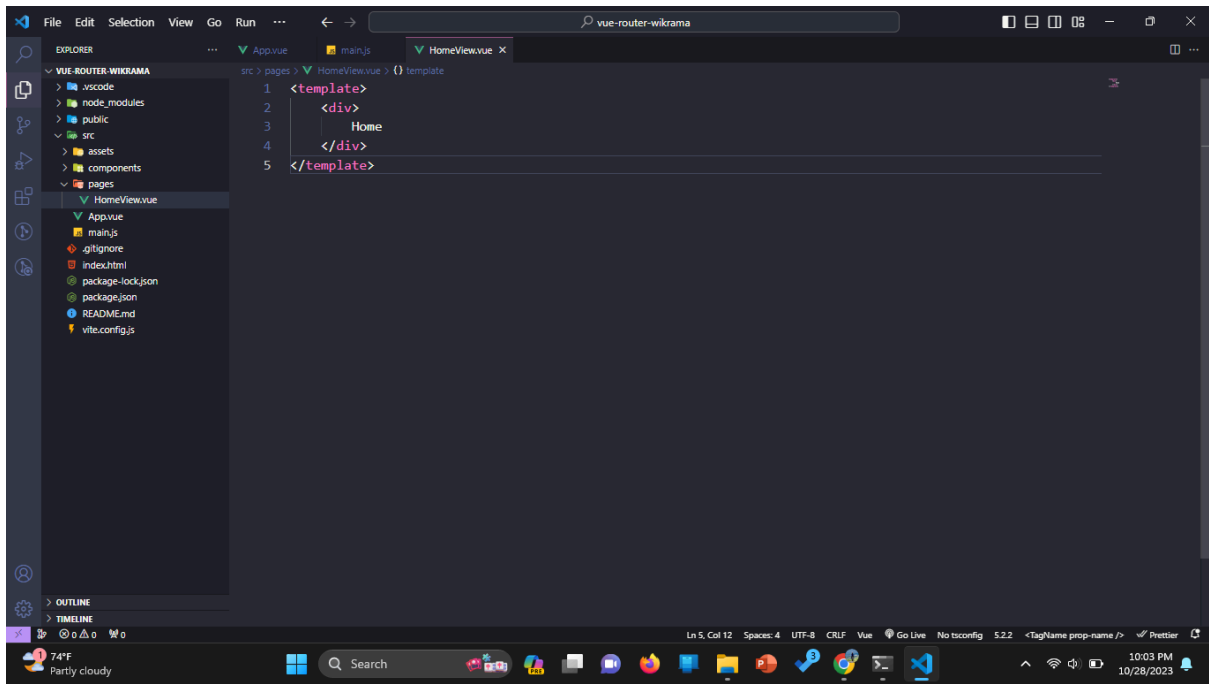 File Edit Selection View Go Run ··· vue-router-wikrama
EXPLORER ···
VUE-ROUTER-WIKRAMA
.vscode
node_modules
public
src
assets
components
pages
HomeView.vue
App.vue
main.js
.gitignore
index.html
package-lock.json
package.json
README.md
vite.config.js
OUTLINE
TIMELINE
App.vue main.js HomeView.vue
src > pages > HomeView.vue > {} template
1 <template>
2 <div>
3 Home
4 </div>
5 </template>
0 0 0 Ln 5, Col 12 Spaces: 4 UTF-8 CRLF Vue Go Live No tsconfig 5.2.2 <TagName prop-name /> Prettier
1 74°F
Partly cloudy
Search
PRE
3
10:03 PM
10/28/2023